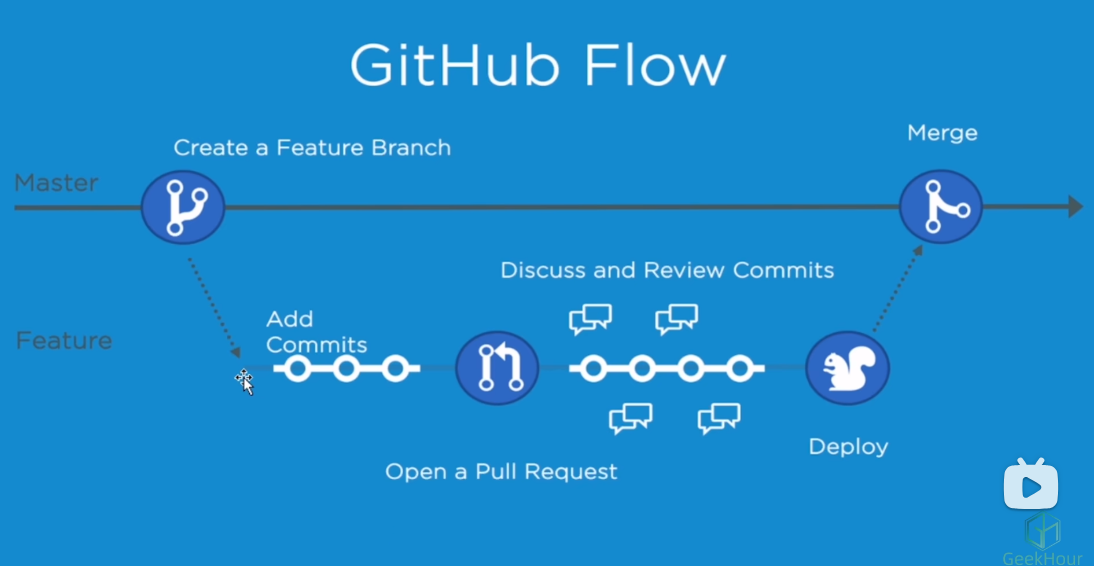 GitHub Flow
Create a Feature Branch
Merge
Master
Discuss and Review Commits
Add
Commits
Feature
Deploy
Open a Pull Request
GeekHour